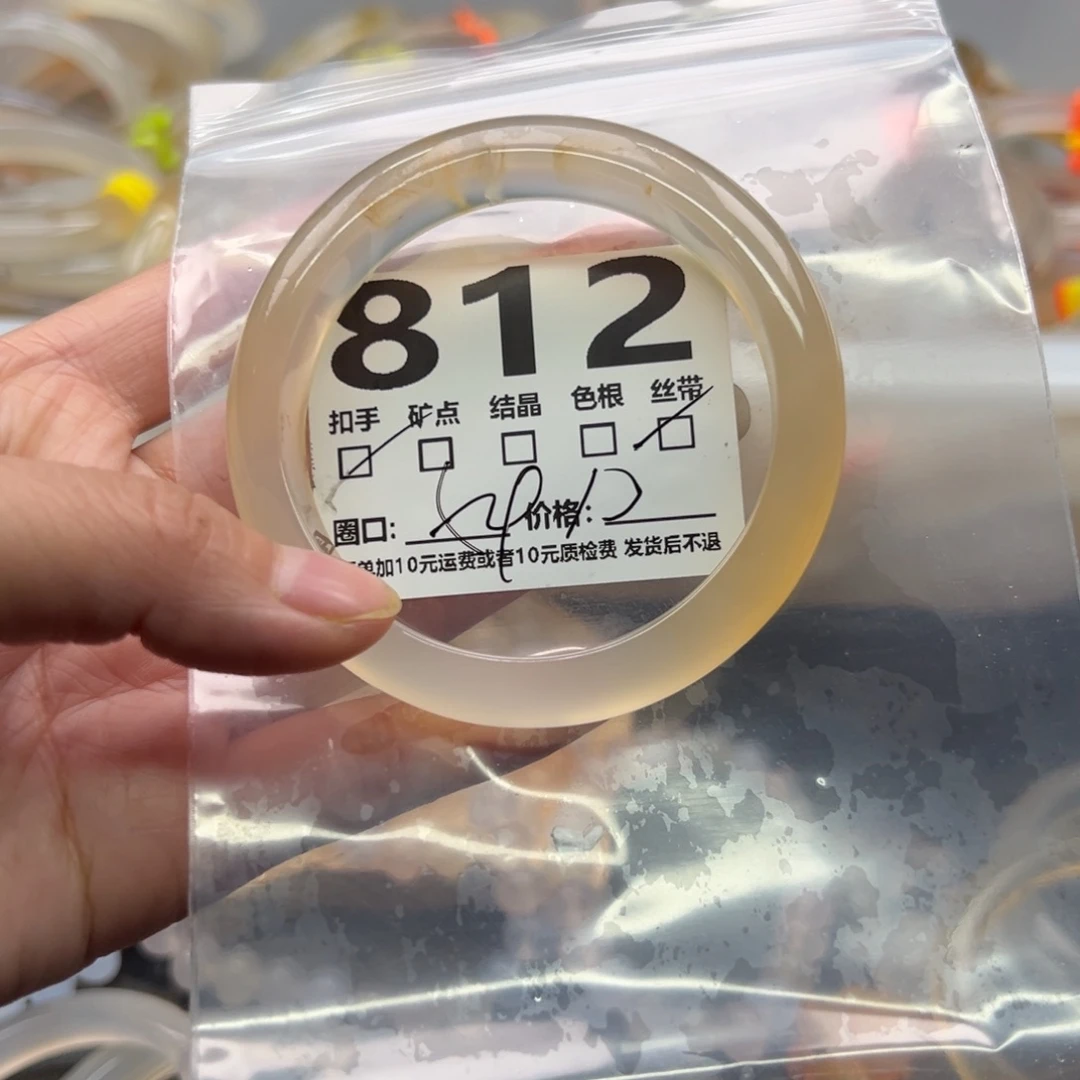 812
扣手 矿点 结晶 色根 丝带
圈口: 价格:
加10元运费或者10元质检费 发货后不退